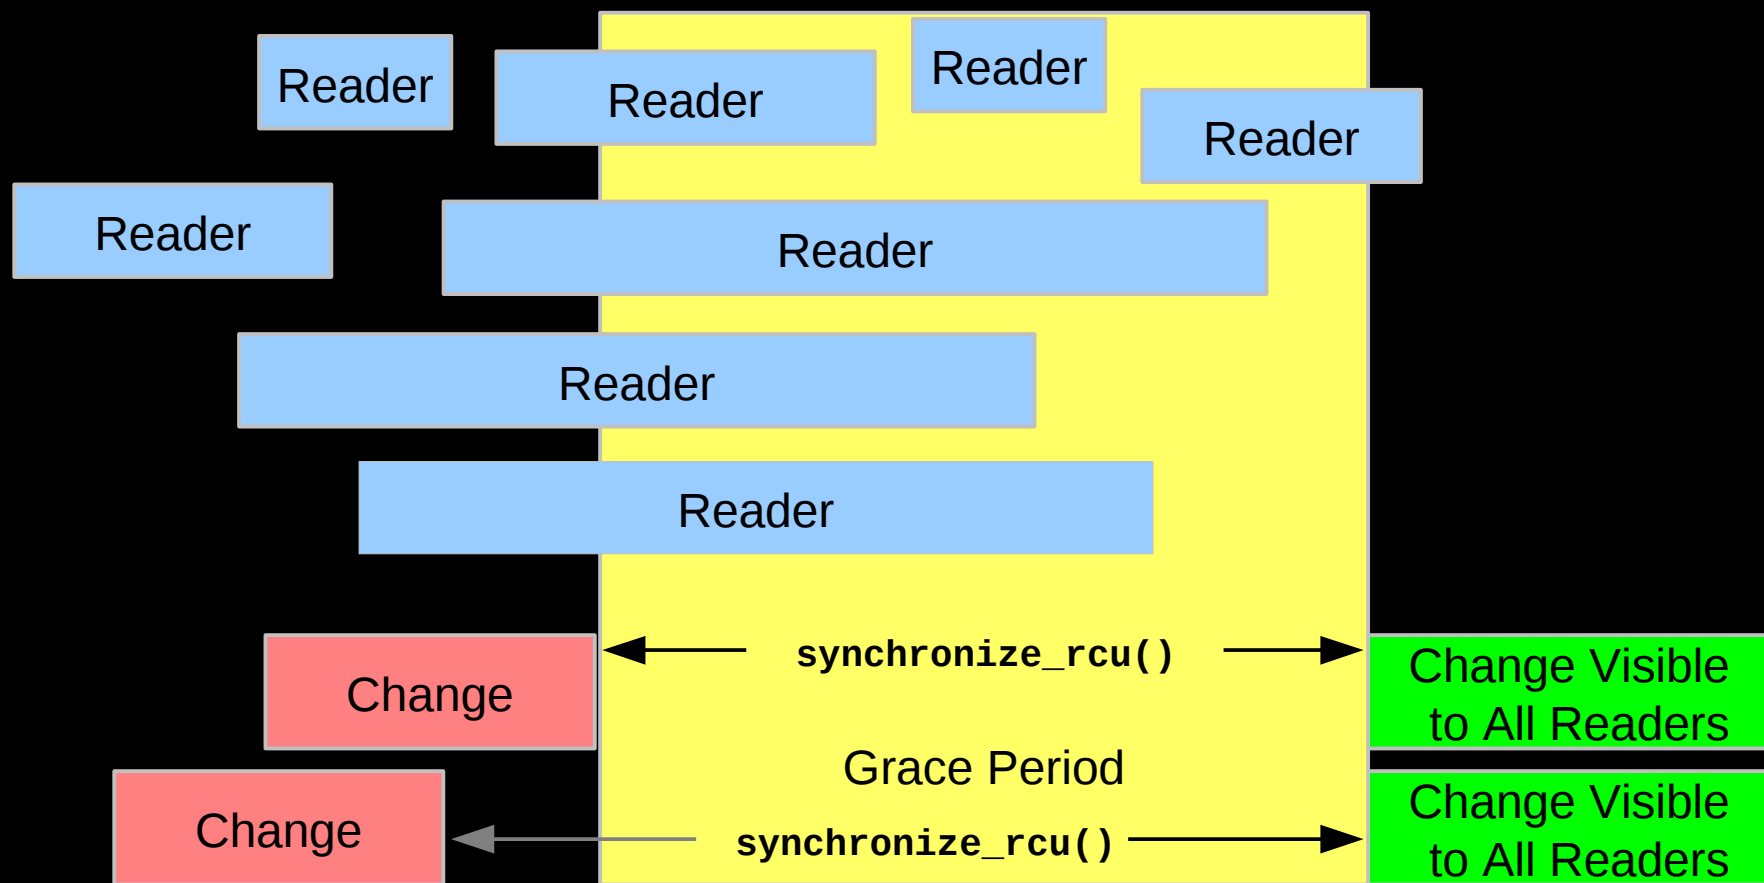 Reader
Reader
Reader
Reader
Reader
Reader
Reader
Reader
synchronize_rcu()
Change
Change Visible
to All Readers
Grace Period
Change
synchronize_rcu()
Change Visible
to All Readers